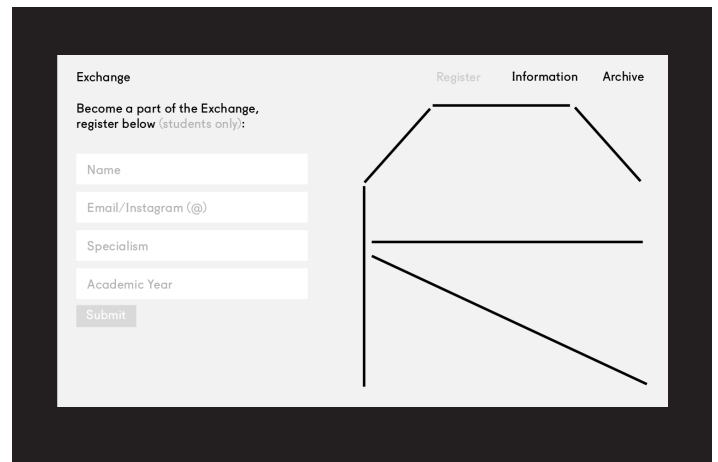 Exchange
Register Information Archive
Become a part of the Exchange,
register below (students only):
Name
Email/Instagram (@)
Specialism
Academic Year
Submit